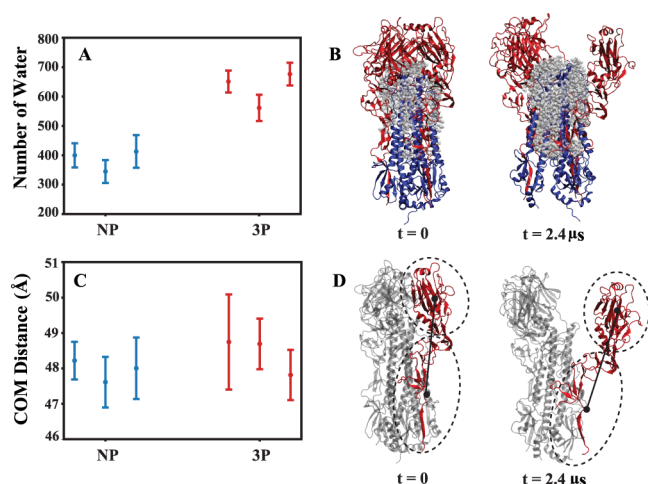 A
Number of Water
800
700
600
500
400
300
200
NP
3P
B
t = 0
t = 2.4 µs
C
COM Distance (Å)
51
50
49
48
47
46
NP
3P
D
t = 0
t = 2.4 µs